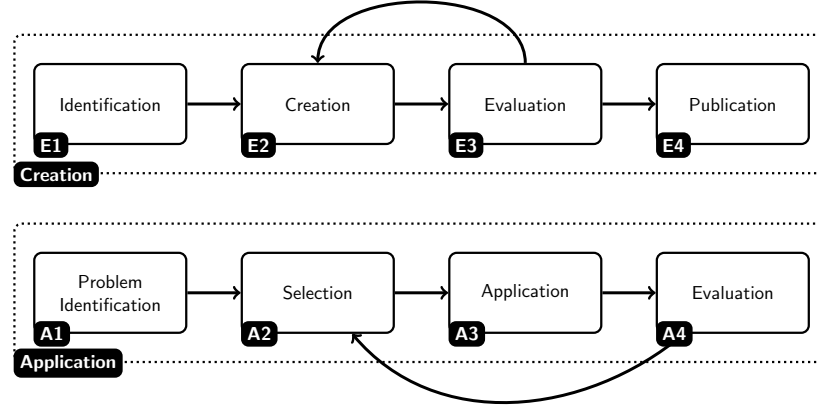 Identification
E1
Creation
E2
Evaluation
E3
Publication
E4
Creation
Problem
Identification
A1
Selection
A2
Application
A3
Evaluation
A4
Application